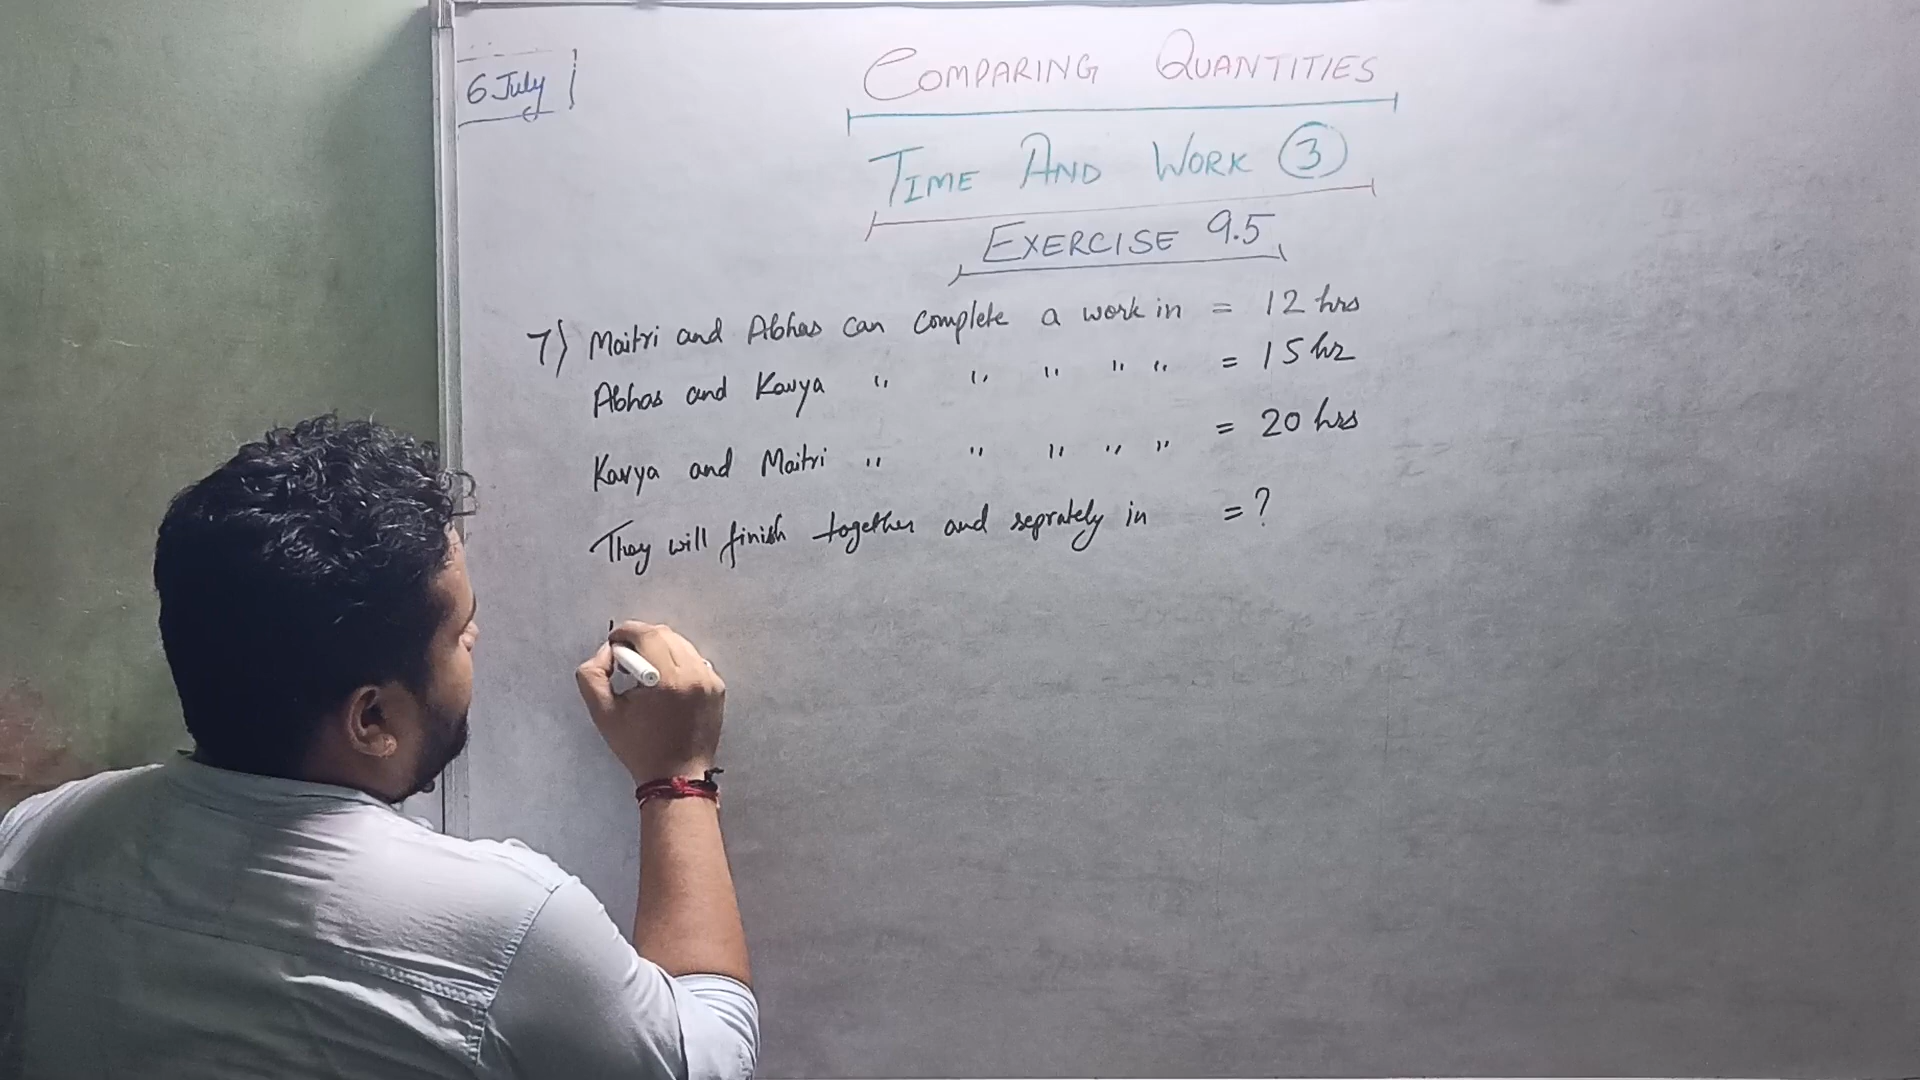 6 July
COMPARING QUANTITIES
TIME AND WORK 3
EXERCISE 9.5
7) Maitri and Abhas can complete a work in = 12 hrs
Abhas and Kavya " " " " " = 15 hr
Kavya and Maitri " " " " " = 20 hrs
They will finish together and seprately in = ?